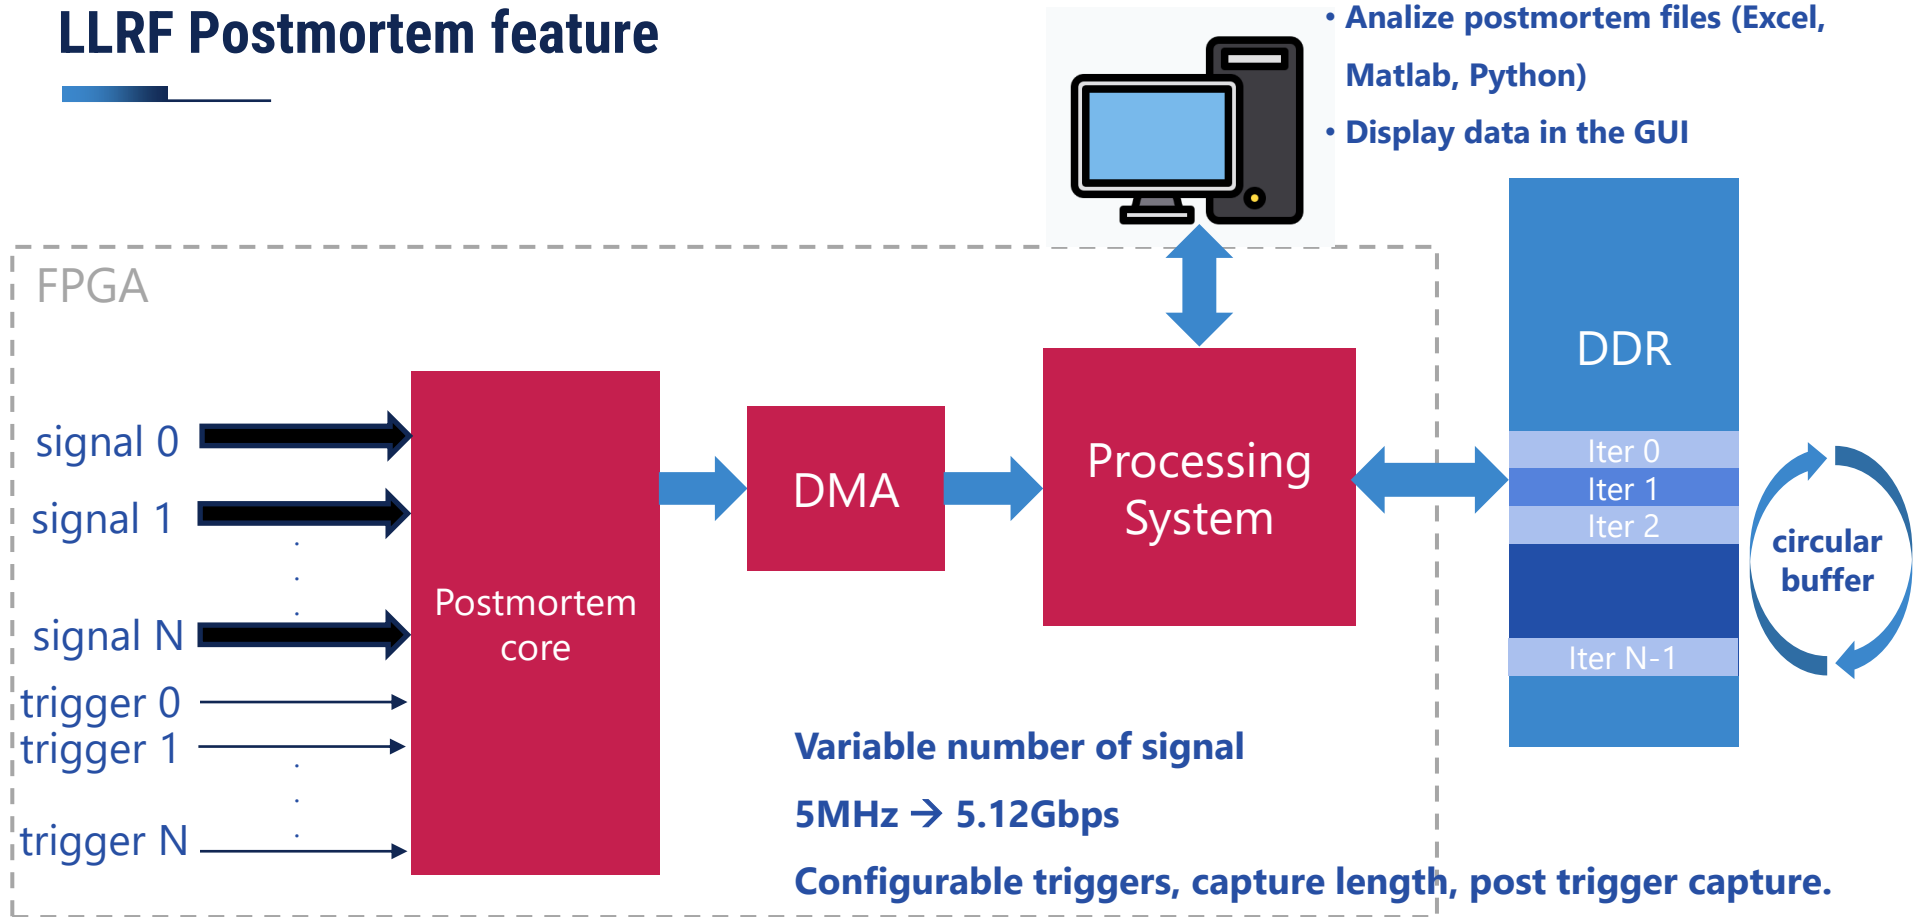 LLRF Postmortem feature
• Analize postmortem files (Excel,
Matlab, Python)
• Display data in the GUI
FPGA
signal 0
signal 1
signal N
trigger 0
trigger 1
trigger N
Postmortem
core
DMA
Processing
System
DDR
Iter 0
Iter 1
Iter 2
Iter N-1
circular
buffer
Variable number of signal
5MHz → 5.12Gbps
Configurable triggers, capture length, post trigger capture.